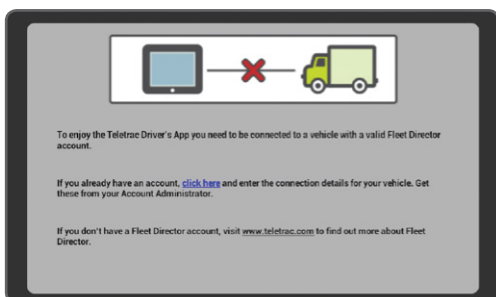 To enjoy the Teletrac Driver's App you need to be connected to a vehicle with a valid Fleet Director
account.
If you already have an account, click here and enter the connection details for your vehicle. Get
these from your Account Administrator.
If you don't have a Fleet Director account, visit www.teletrac.com to find out more about Fleet
Director.